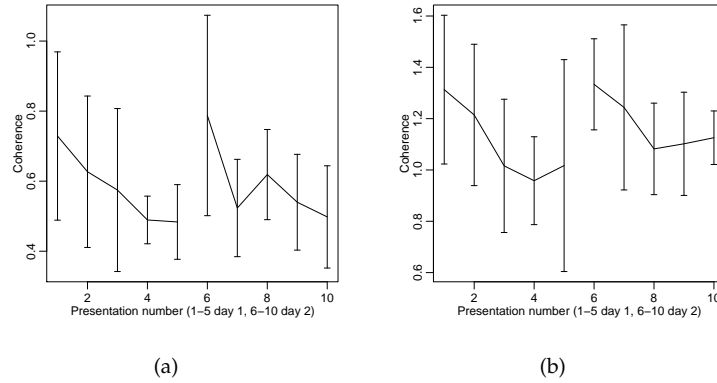 1.0
0.8
0.6
0.4
Coherence
2 4 6 8 10
Presentation number (1−5 day 1, 6−10 day 2)
(a)
1.6
1.4
1.2
1.0
0.8
0.6
Coherence
2 4 6 8 10
Presentation number (1−5 day 1, 6−10 day 2)
(b)